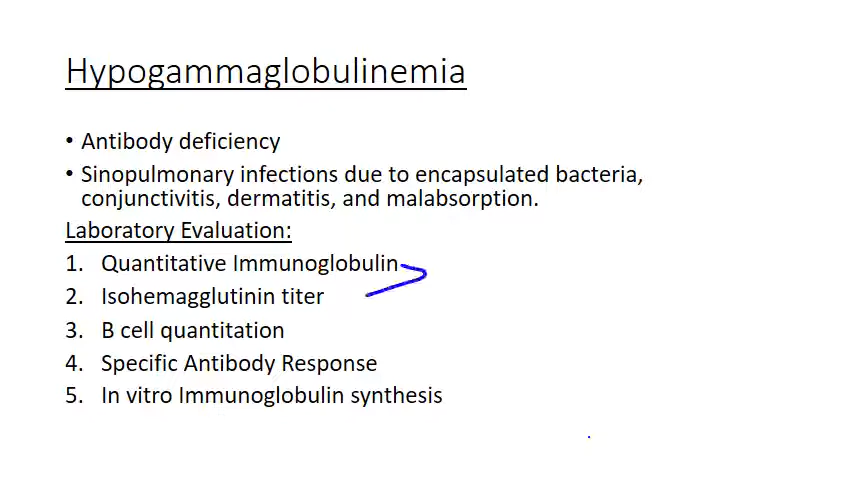 Hypogammaglobulinemia
• Antibody deficiency
• Sinopulmonary infections due to encapsulated bacteria,
conjunctivitis, dermatitis, and malabsorption.
Laboratory Evaluation:
1. Quantitative Immunoglobulin
2. Isohemagglutinin titer
3. B cell quantitation
4. Specific Antibody Response
5. In vitro Immunoglobulin synthesis